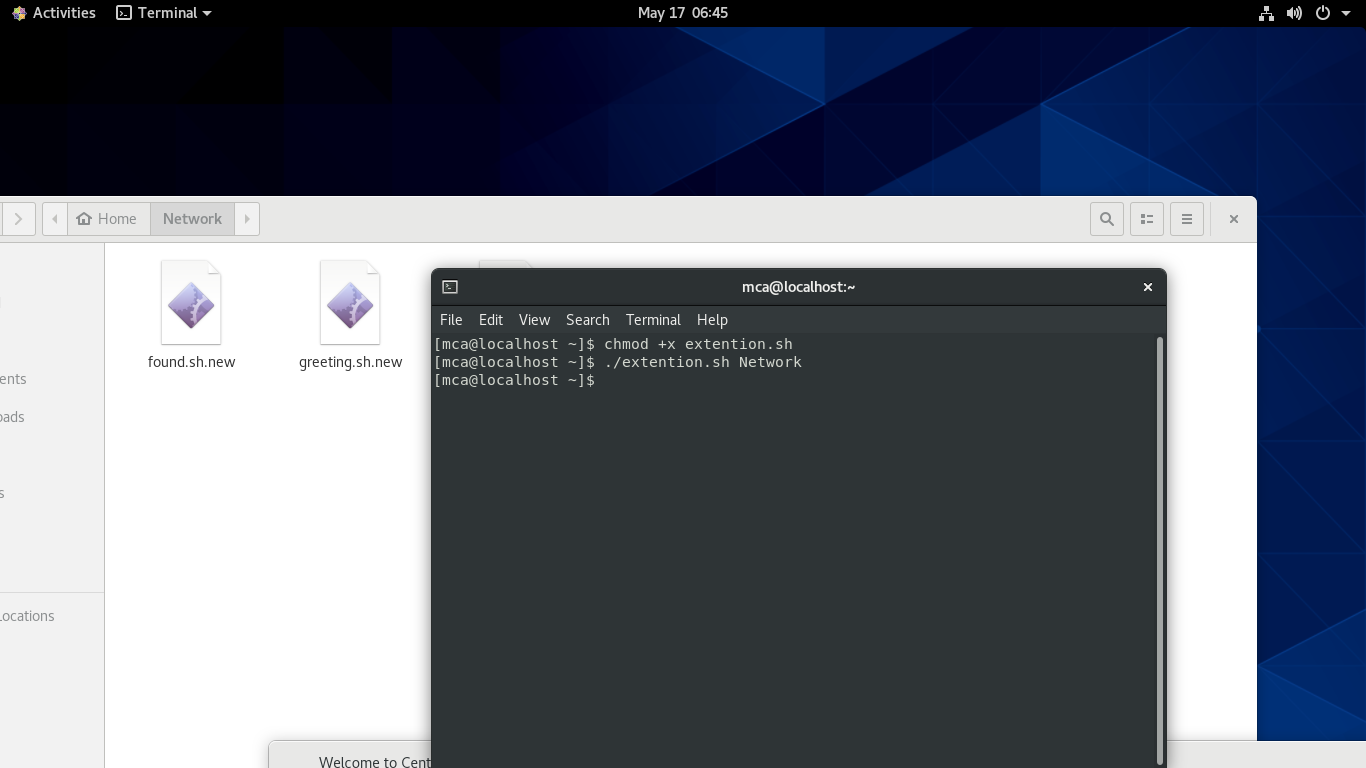 Activities Terminal May 17 06:45
Home Network
found.sh.new greeting.sh.new
mca@localhost:~
File Edit View Search Terminal Help
[mca@localhost ~]$ chmod +x extention.sh
[mca@localhost ~]$ ./extention.sh Network
[mca@localhost ~]$
ents
oads
s
ocations
Welcome to Cent